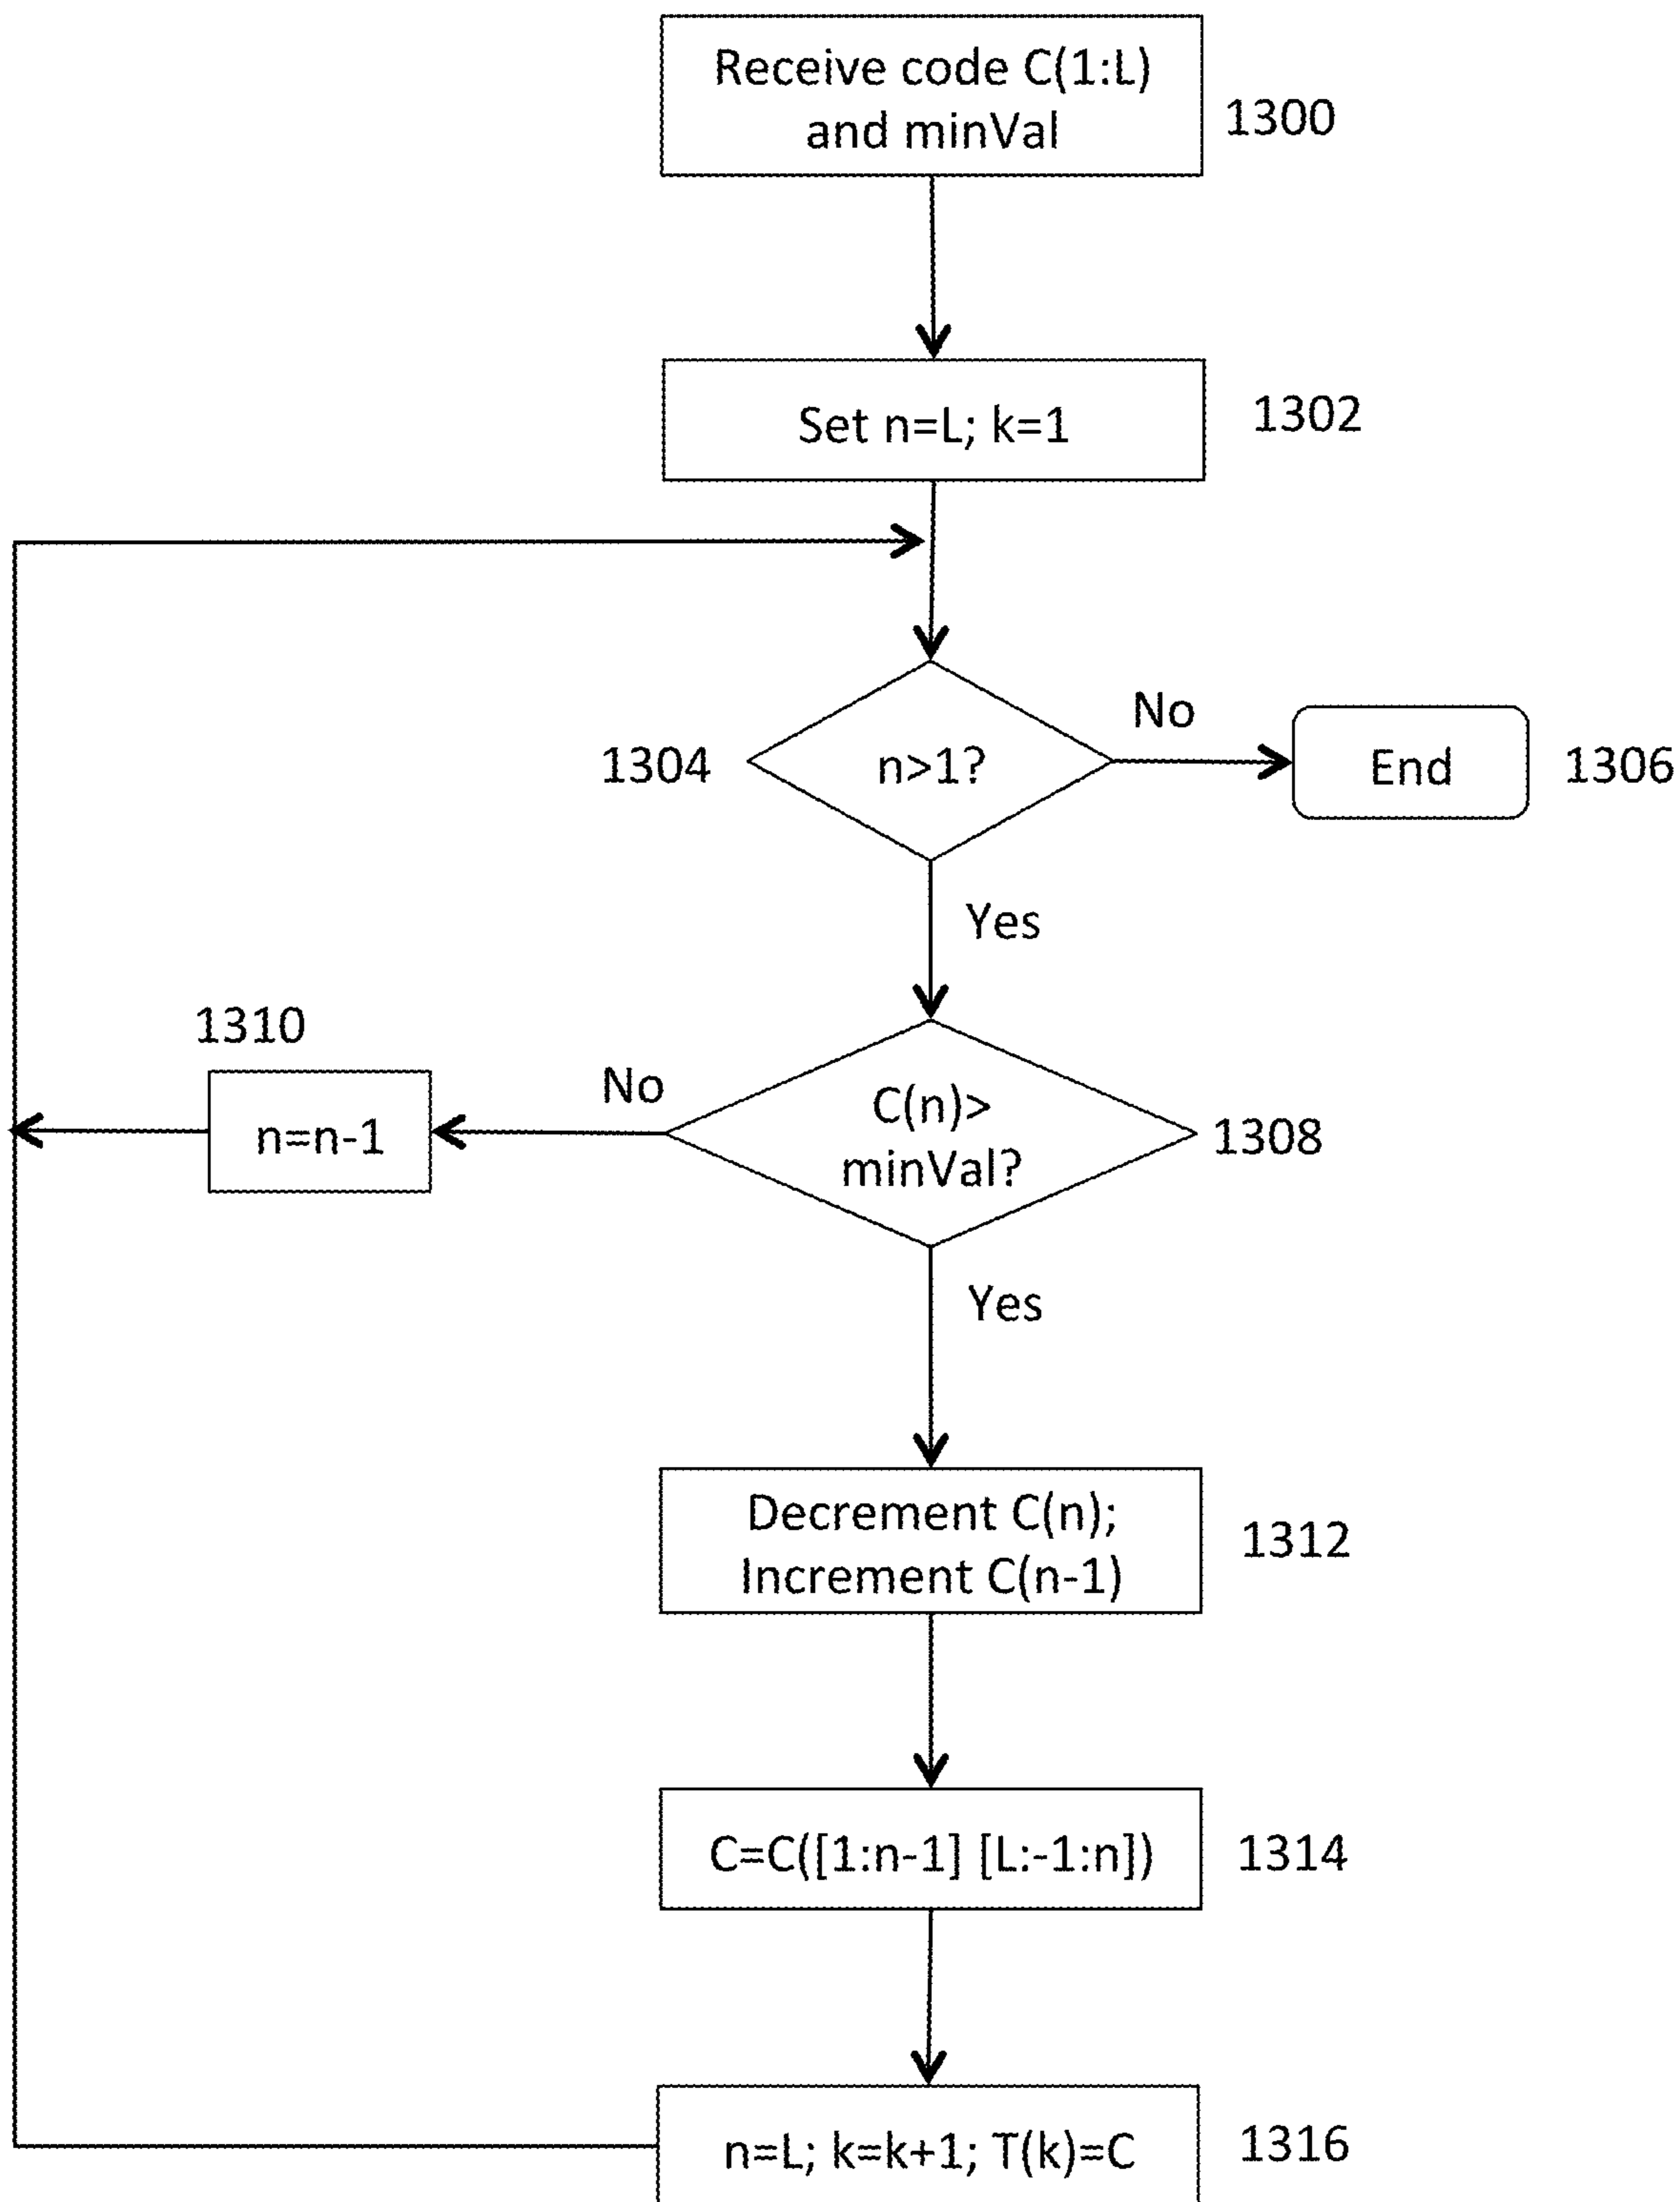 Receive code C(1:L)
and minVal
1300
Set n=L; k=1
1302
No
1304
n>1?
End
1306
Yes
1310
No
n=n-1
C(n)>
minVal?
1308
Yes
Decrement C(n);
Increment C(n-1)
1312
C=C([1:n-1] [L:-1:n])
1314
n=L; k=k+1; T(k)=C
1316